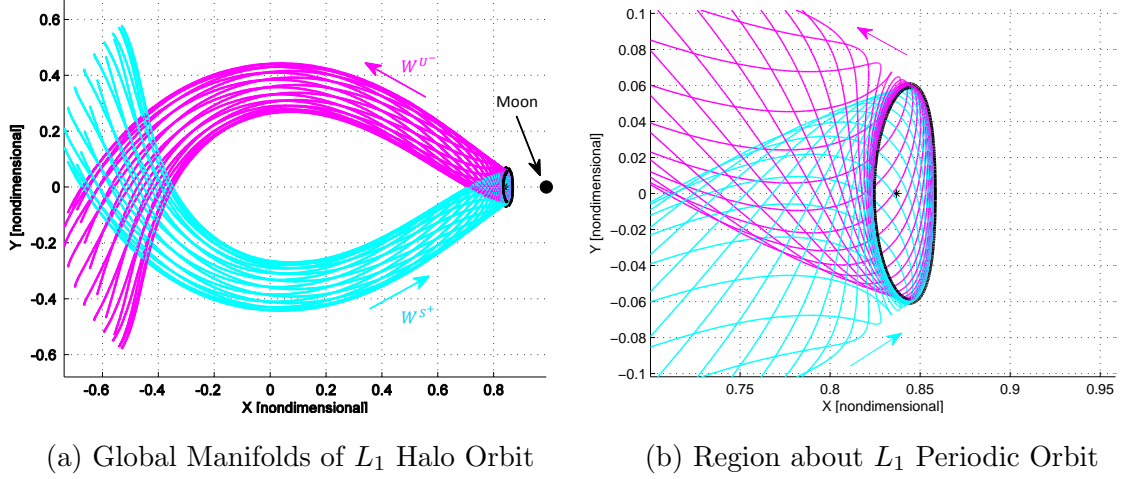 0.6
0.4
0.2
0
-0.2
-0.4
-0.6
Y [nondimensional]
-0.6 -0.4 -0.2 0 0.2 0.4 0.6 0.8
X [nondimensional]
W^{U^-}
Moon
W^{S^+}
(a) Global Manifolds of L₁ Halo Orbit
0.1
0.08
0.06
0.04
0.02
0
−0.02
−0.04
−0.06
−0.08
−0.1
Y [nondimensional]
0.75 0.8 0.85 0.9 0.95
X [nondimensional]
(b) Region about L₁ Periodic Orbit